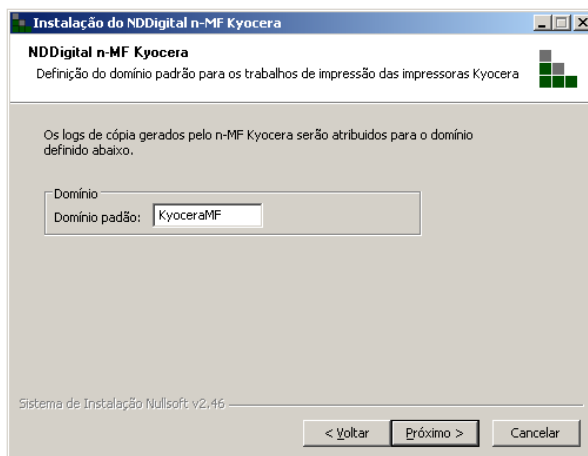 Instalação do NDDigital n-MF Kyocera
NDDigital n-MF Kyocera
Definição do domínio padrão para os trabalhos de impressão das impressoras Kyocera
Os logs de cópia gerados pelo n-MF Kyocera serão atribuidos para o domínio
definido abaixo.
Domínio
Domínio padão: KyoceraMF
Sistema de Instalação Nullsoft v2.46
< Voltar Próximo > Cancelar